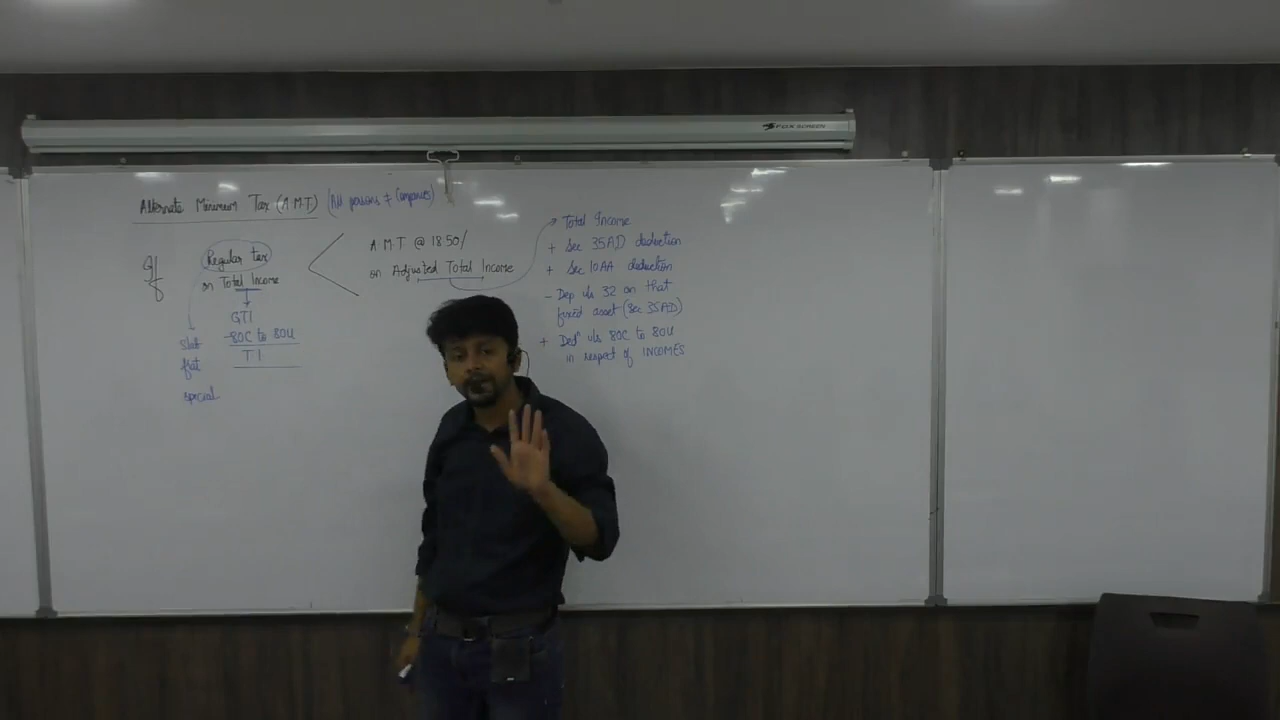 FOX SCREEN
Alternate Minimum Tax (A.M.T) (All persons ≠ Companies)
If Regular tax
on Total Income
GTI
-80C to 80U
TI
slab
flat
special
A M T @ 18.50%
on Adjusted Total Income
Total Income
+ Sec 35AD deduction
+ Sec 10AA deduction
- Dep u/s 32 on that
fixed asset (Sec 35AD)
+ Dedⁿ u/s 80C to 80U
in respect of INCOMES